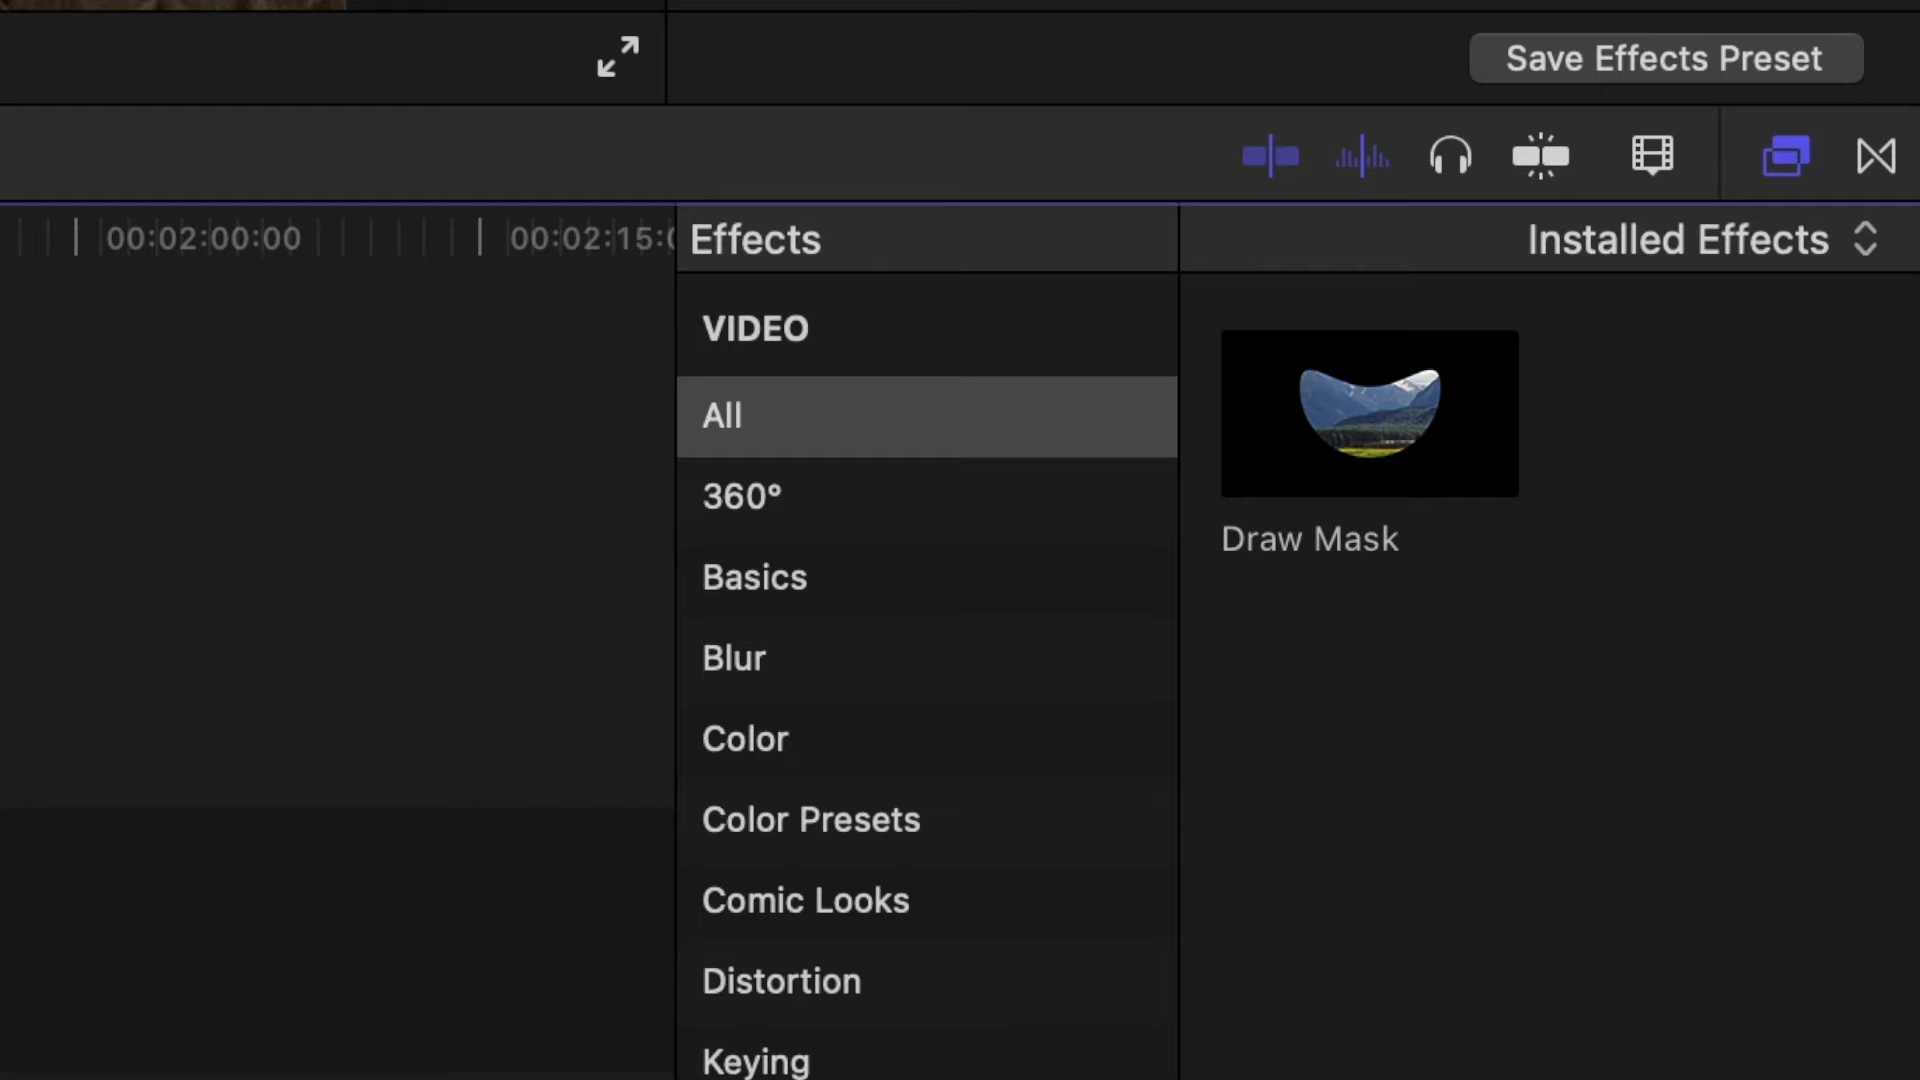 Save Effects Preset
00:02:00:00
00:02:15:0
Effects
Installed Effects
VIDEO
All
360°
Basics
Blur
Color
Color Presets
Comic Looks
Distortion
Keying
Draw Mask